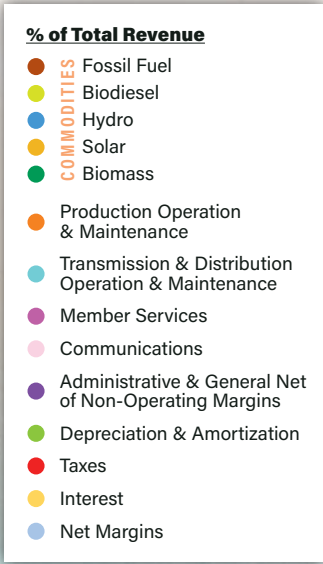 % of Total Revenue
COMMODITIES
Fossil Fuel
Biodiesel
Hydro
Solar
Biomass
Production Operation
& Maintenance
Transmission & Distribution
Operation & Maintenance
Member Services
Communications
Administrative & General Net
of Non-Operating Margins
Depreciation & Amortization
Taxes
Interest
Net Margins